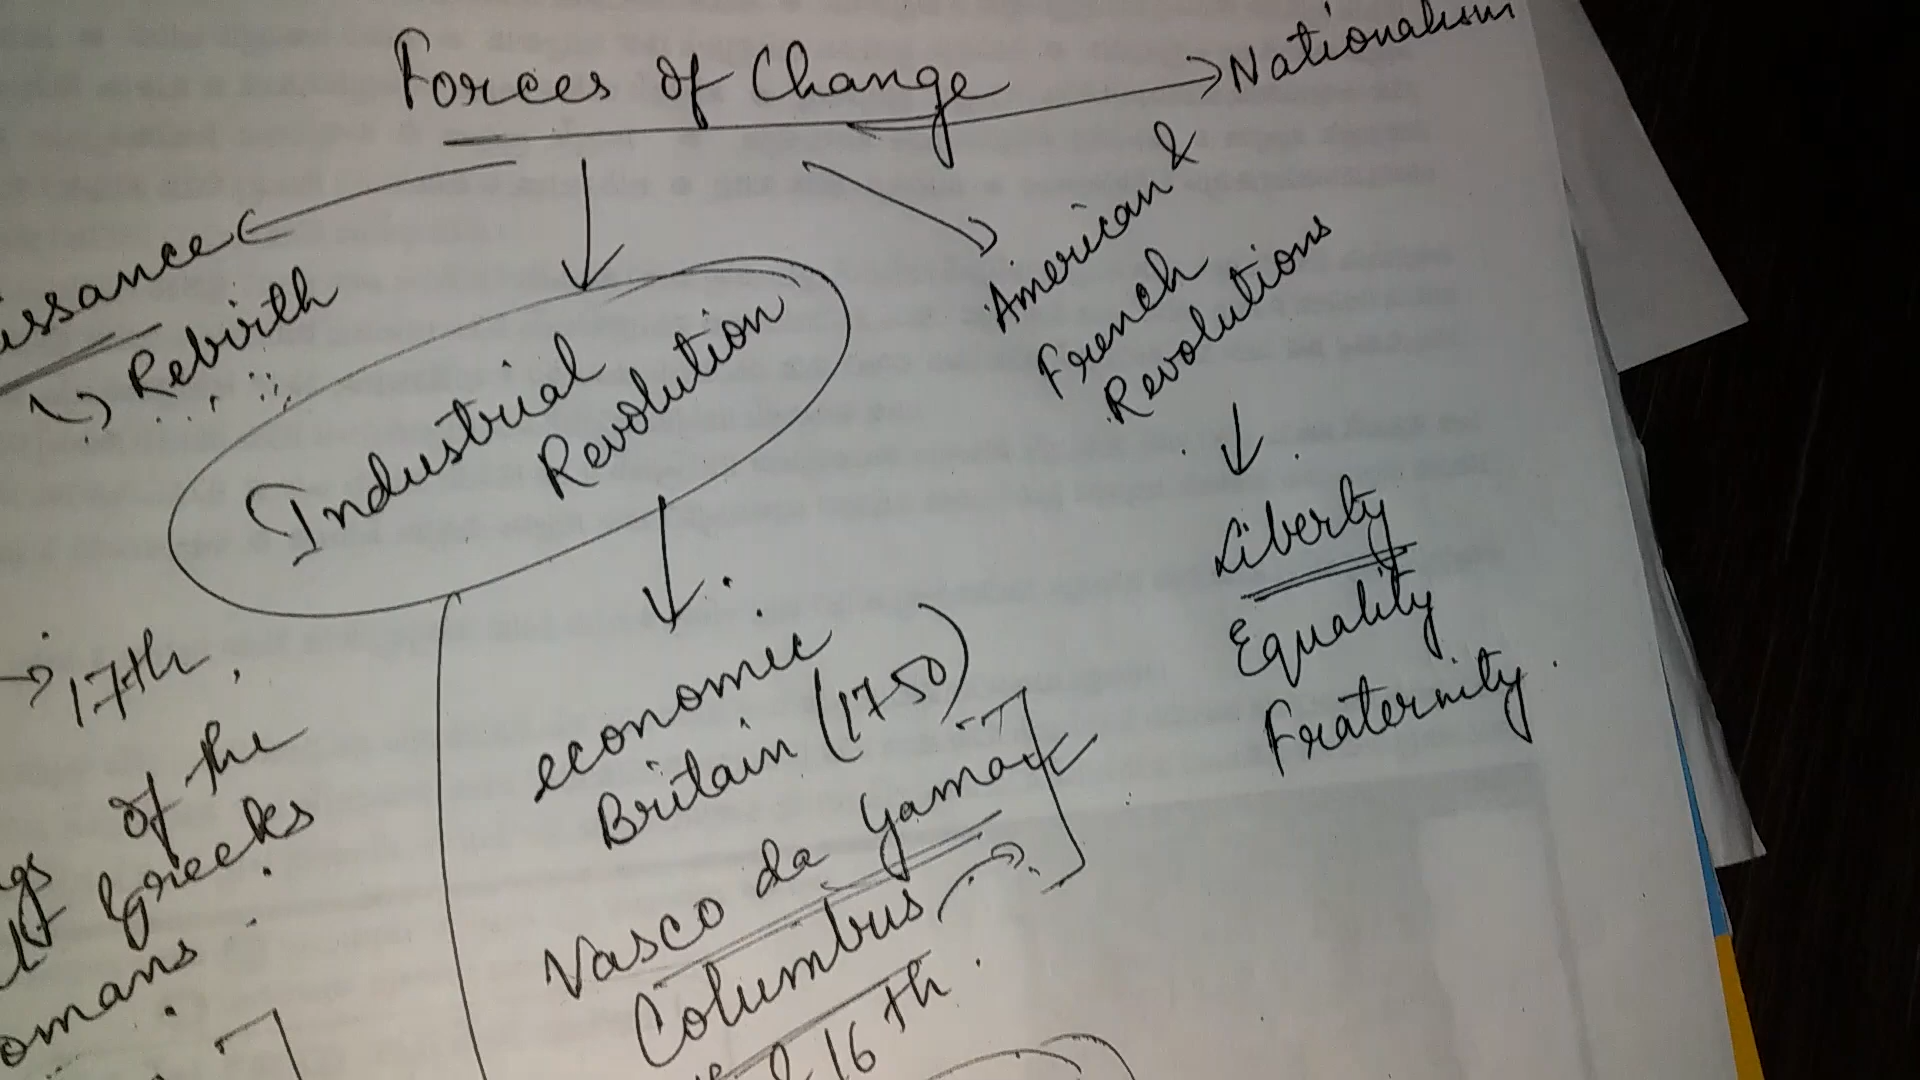 Forces of Change
Nationalism
issance
Rebirth
Industrial
Revolution
American &
French
Revolutions
Liberty
Equality
Fraternity
economic
Britain (1750)
Vasco da Gama
Columbus
16th
17th
of the
Greeks
omans